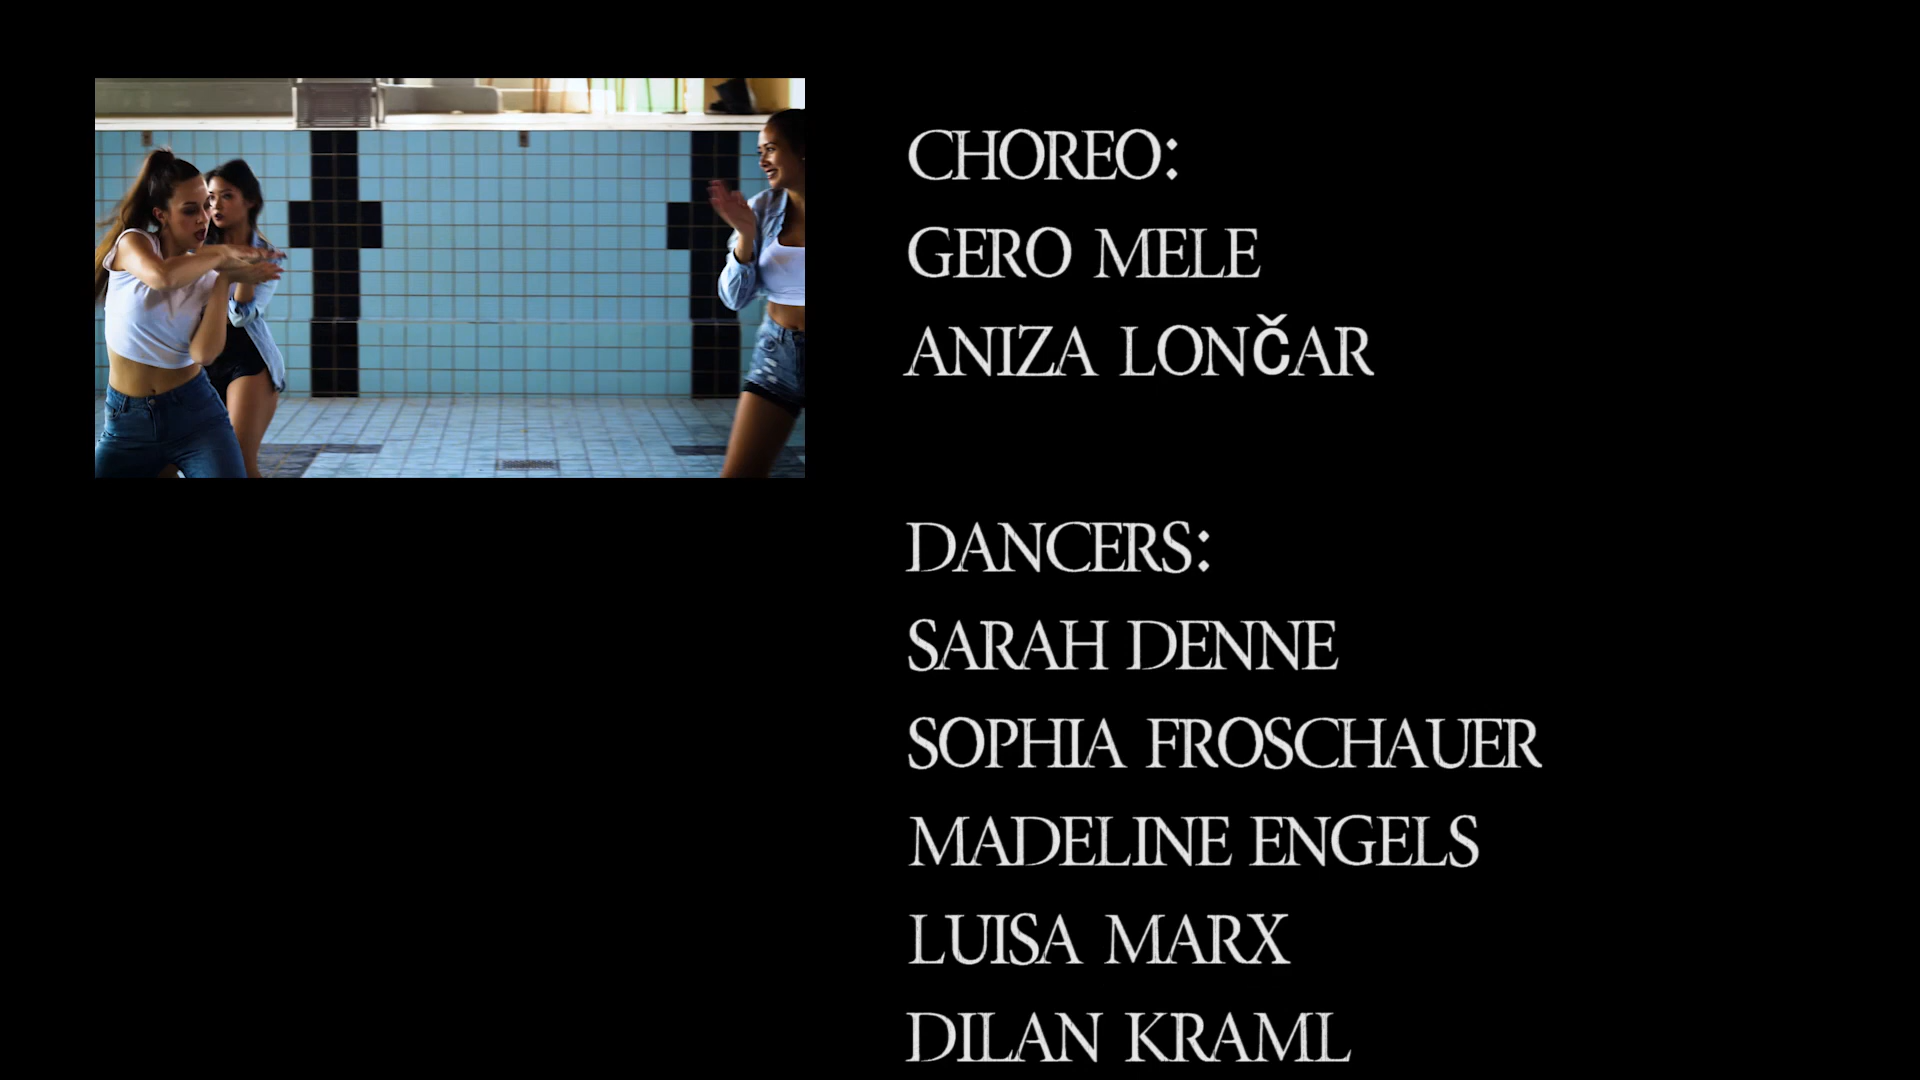 CHOREO:
GERO MELE
ANIZA LONČAR
DANCERS:
SARAH DENNE
SOPHIA FROSCHAUER
MADELINE ENGELS
LUISA MARX
DILAN KRAML